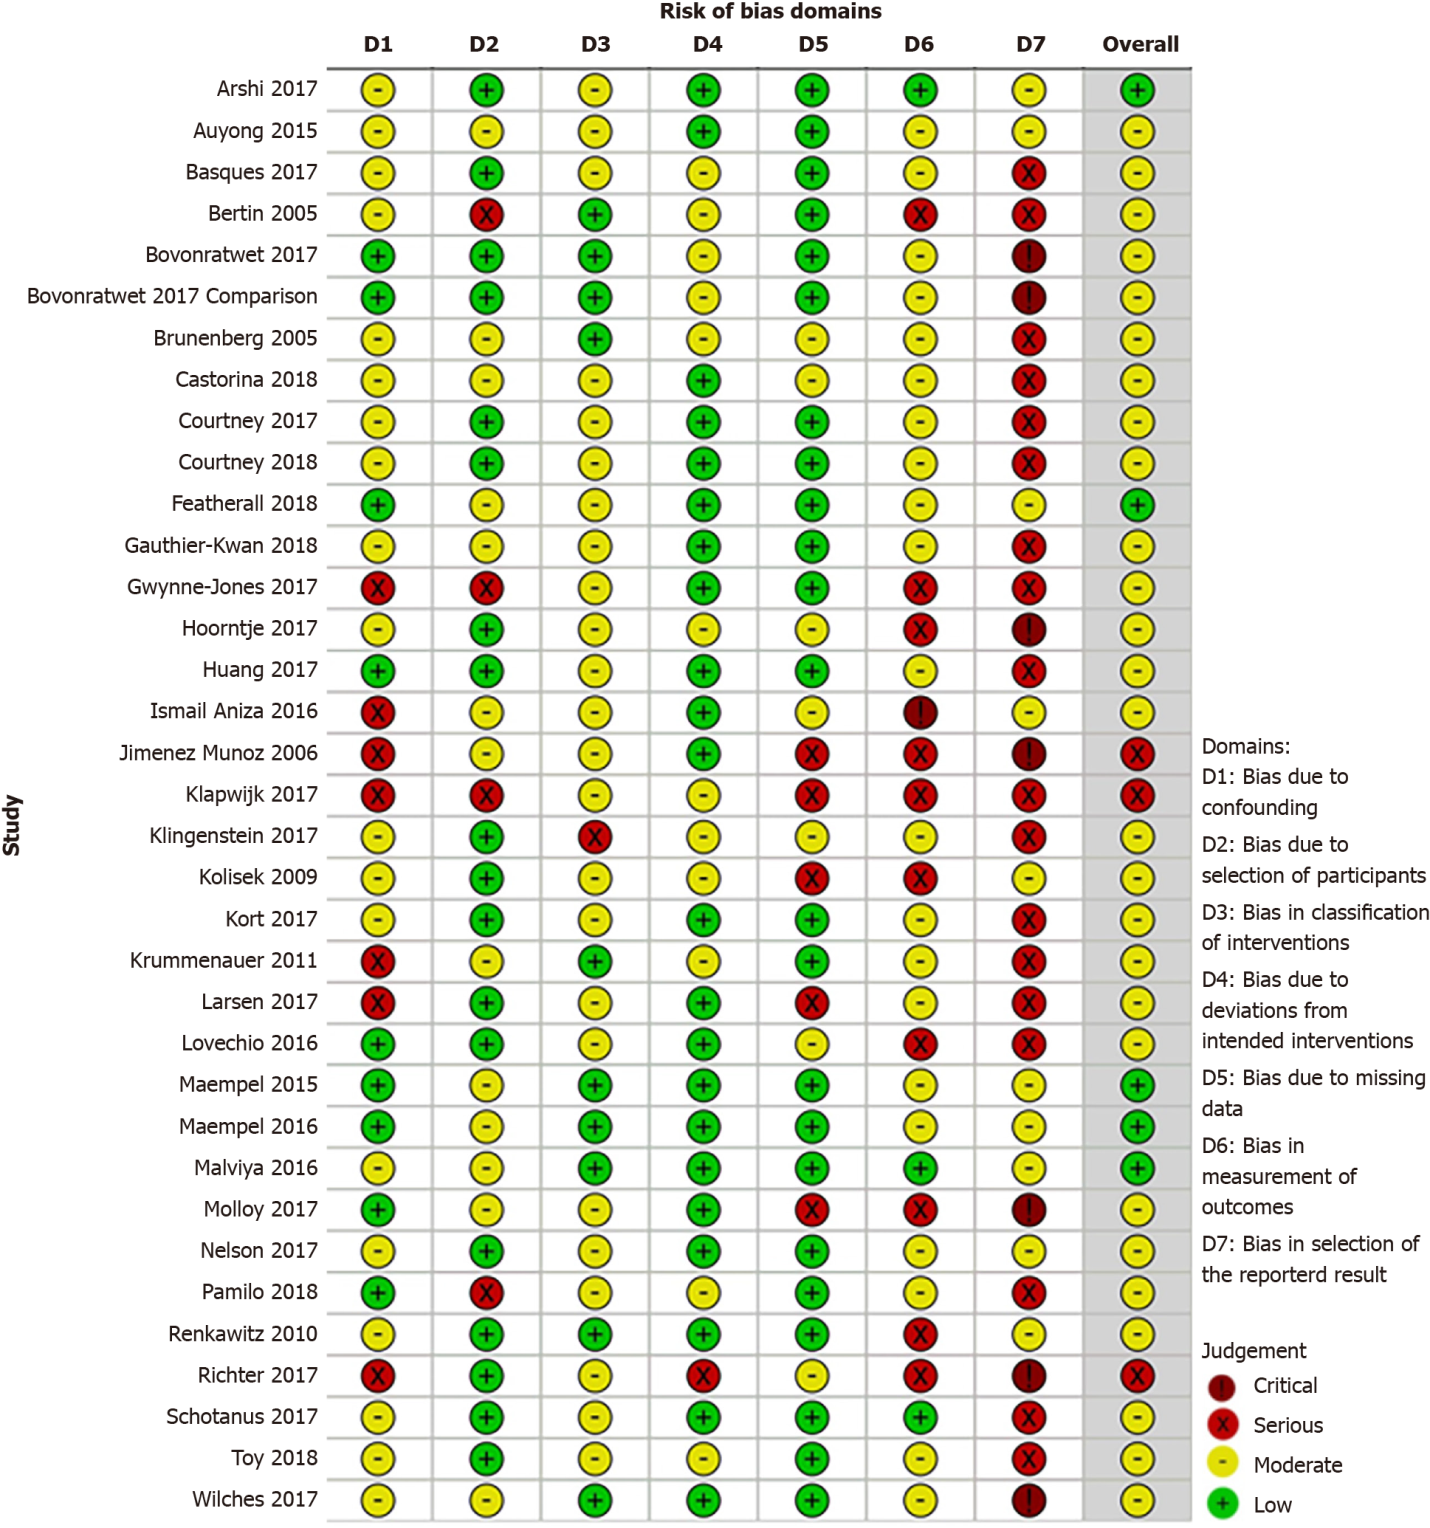 Risk of bias domains
D1 D2 D3 D4 D5 D6 D7 Overall
Arshi 2017 - + - + + + - +
Auyong 2015 - - - + + - - -
Basques 2017 - + - - + - X -
Bertin 2005 - X + - + X X -
Bovonratwet 2017 + + + - + - ! -
Bovonratwet 2017 Comparison + + + - + - ! -
Brunenberg 2005 - - + - - - X -
Castorina 2018 - - - + - - X -
Courtney 2017 - + - + + - X -
Courtney 2018 - + - + + - X -
Featherall 2018 + - - + + - - +
Gauthier-Kwan 2018 - - - + + - X -
Gwynne-Jones 2017 X X - + + X X -
Hoorntje 2017 - + - - - X ! -
Huang 2017 + + - + + - X -
Ismail Aniza 2016 X - - + - ! - -
Jimenez Munoz 2006 X - - + X X ! X
Klapwijk 2017 X X - - X X X X
Klingenstein 2017 - + X - - - X -
Kolisek 2009 - + - - X X - -
Kort 2017 - + - + + - X -
Krummenauer 2011 X - + - + - X -
Larsen 2017 X + - + X - X -
Lovechio 2016 + + - + - X X -
Maempel 2015 + - + + + - - +
Maempel 2016 + - + + + - - +
Malviya 2016 - - + + + + - +
Molloy 2017 + - - + X X ! -
Nelson 2017 - + - + + - - -
Pamilo 2018 + X - - + - X -
Renkawitz 2010 - + + + + X - -
Richter 2017 X + - X - X ! X
Schotanus 2017 - + - + + + X -
Toy 2018 - + - - + - X -
Wilches 2017 - - + + + - ! -
Study
Domains:
D1: Bias due to
confounding
D2: Bias due to
selection of participants
D3: Bias in classification
of interventions
D4: Bias due to
deviations from
intended interventions
D5: Bias due to missing
data
D6: Bias in
measurement of
outcomes
D7: Bias in selection of
the reporterd result
Judgement
! Critical
X Serious
- Moderate
+ Low